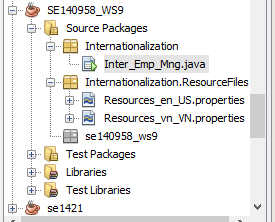 SE140958_WS9
Source Packages
Internationalization
Inter_Emp_Mng.java
Internationalization.ResourceFiles
Resources_en_US.properties
Resources_vn_VN.properties
se140958_ws9
Test Packages
Libraries
Test Libraries
se1421